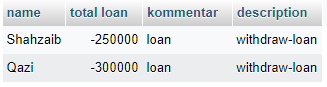 name total loan kommentar description
Shahzaib -250000 loan withdraw-loan
Qazi -300000 loan withdraw-loan